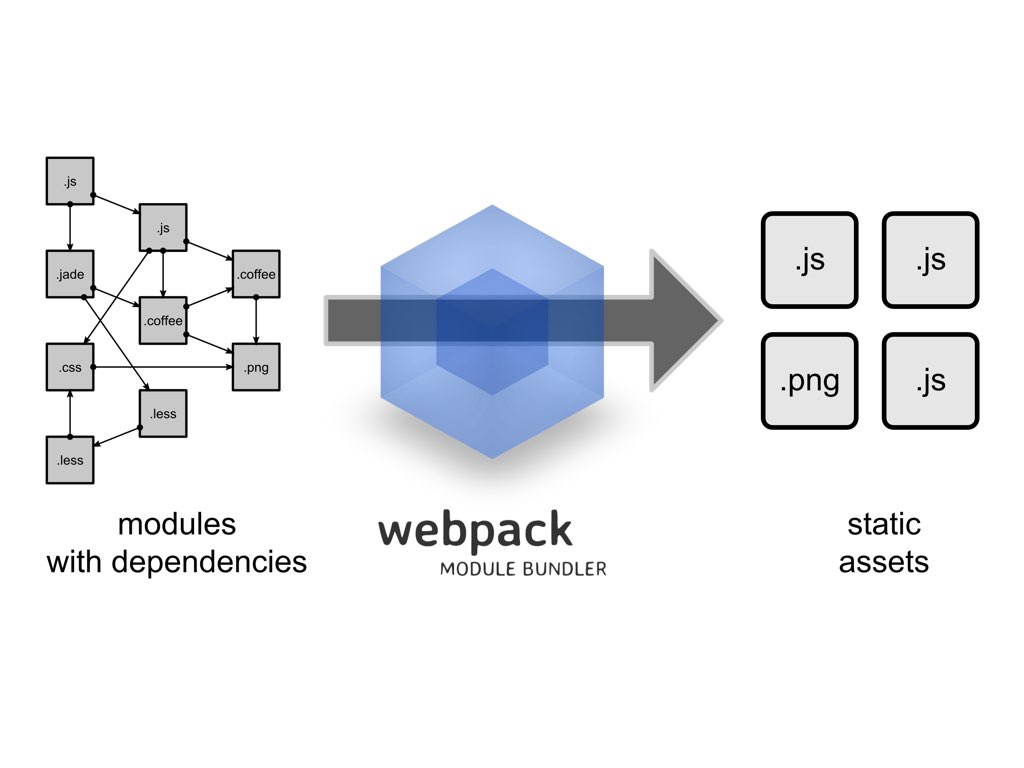 .js
.js
.jade
.coffee
.coffee
.css
.png
.less
.less
modules
with dependencies
webpack
MODULE BUNDLER
.js
.js
.png
.js
static
assets